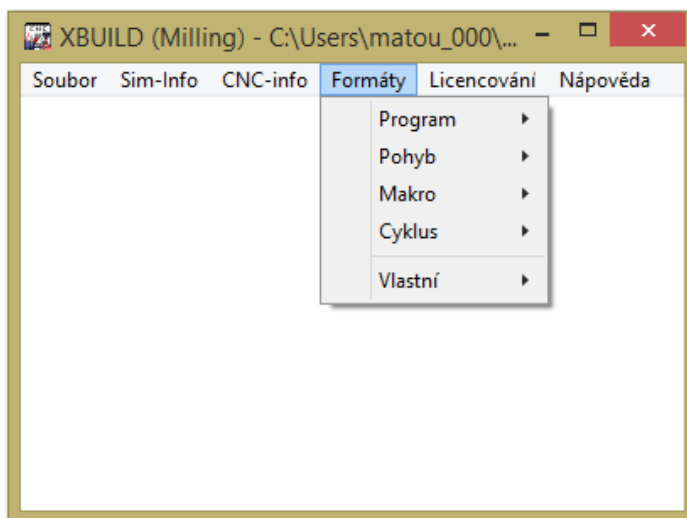 XBUILD (Milling) - C:\Users\matou_000\...
Soubor Sim-Info CNC-info Formáty Licencování Nápověda
Program
Pohyb
Makro
Cyklus
Vlastní